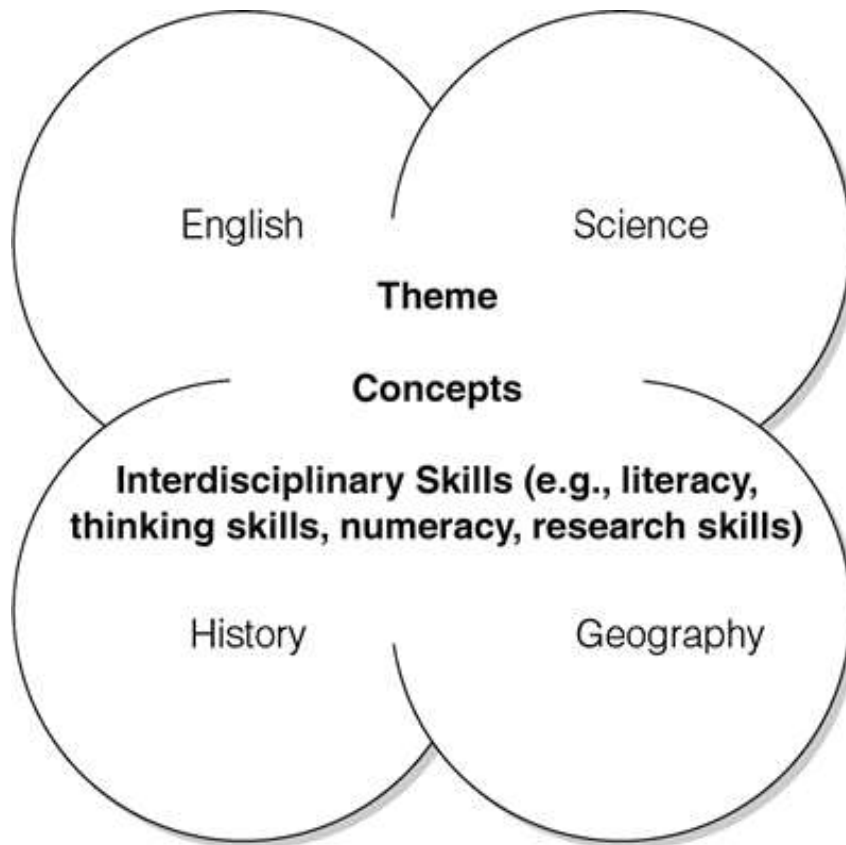 English
Science
Theme
Concepts
Interdisciplinary Skills (e.g., literacy,
thinking skills, numeracy, research skills)
History
Geography